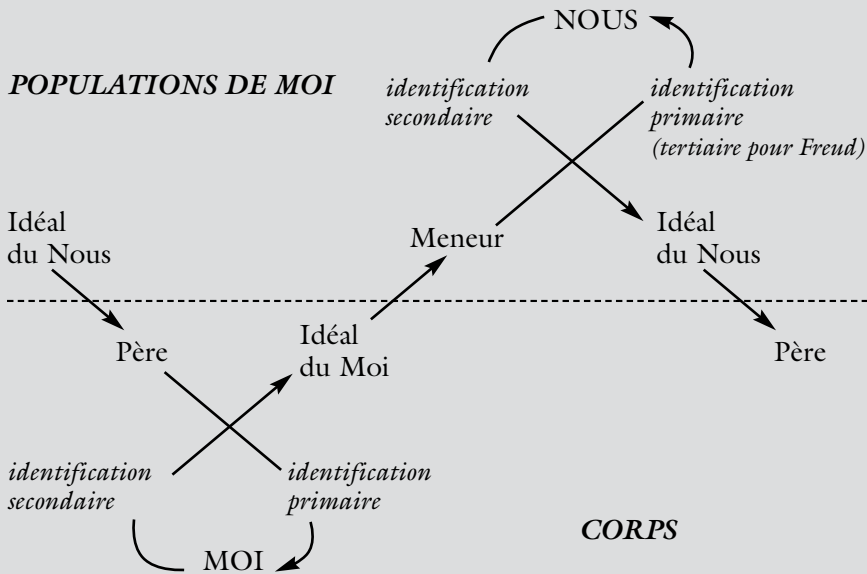 NOUS
POPULATIONS DE MOI
identification
secondaire
identification
primaire
(tertiaire pour Freud)
Idéal
du Nous
Meneur
Idéal
du Nous
Père
Idéal
du Moi
Père
identification
secondaire
identification
primaire
CORPS
MOI